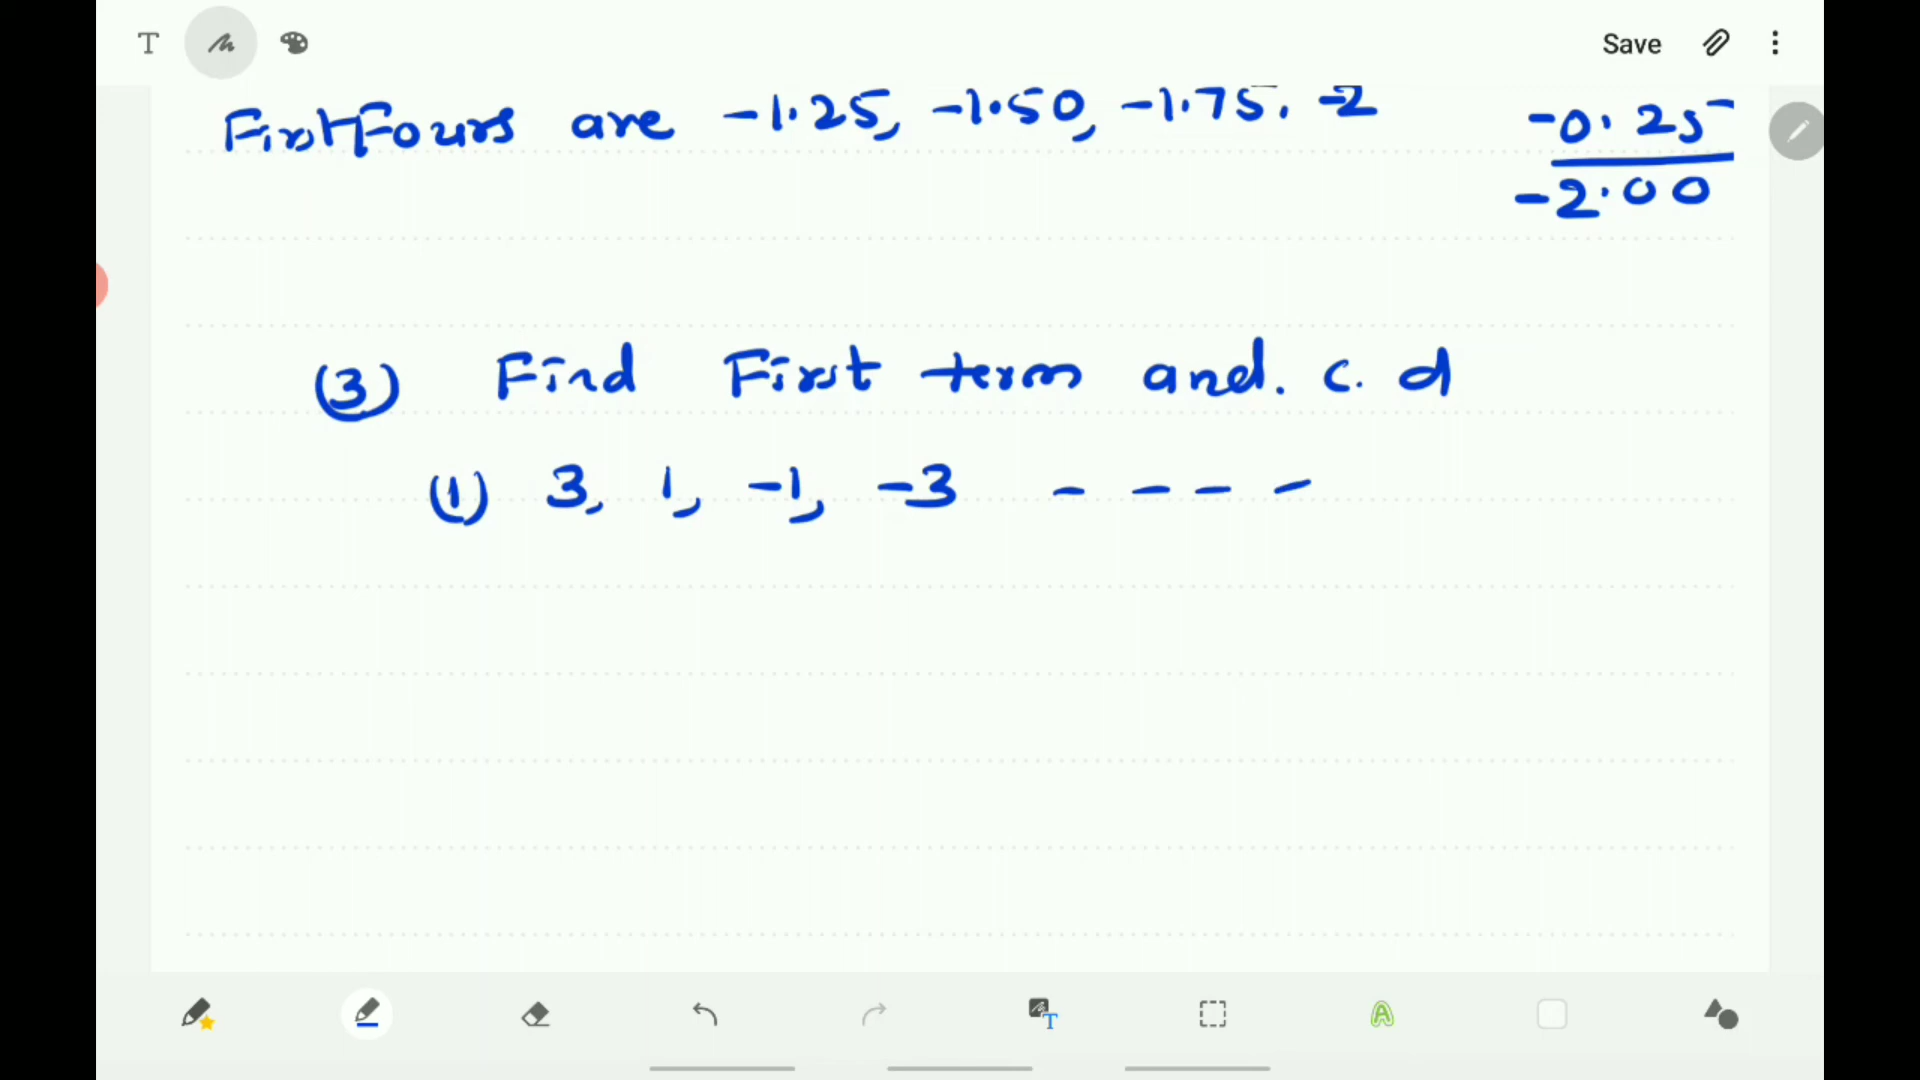 Save
First Fours are -1.25, -1.50, -1.75. -2
-0.25
-2.00
(3) Find First term and. c. d
(1) 3, 1, -1, -3 - - - -